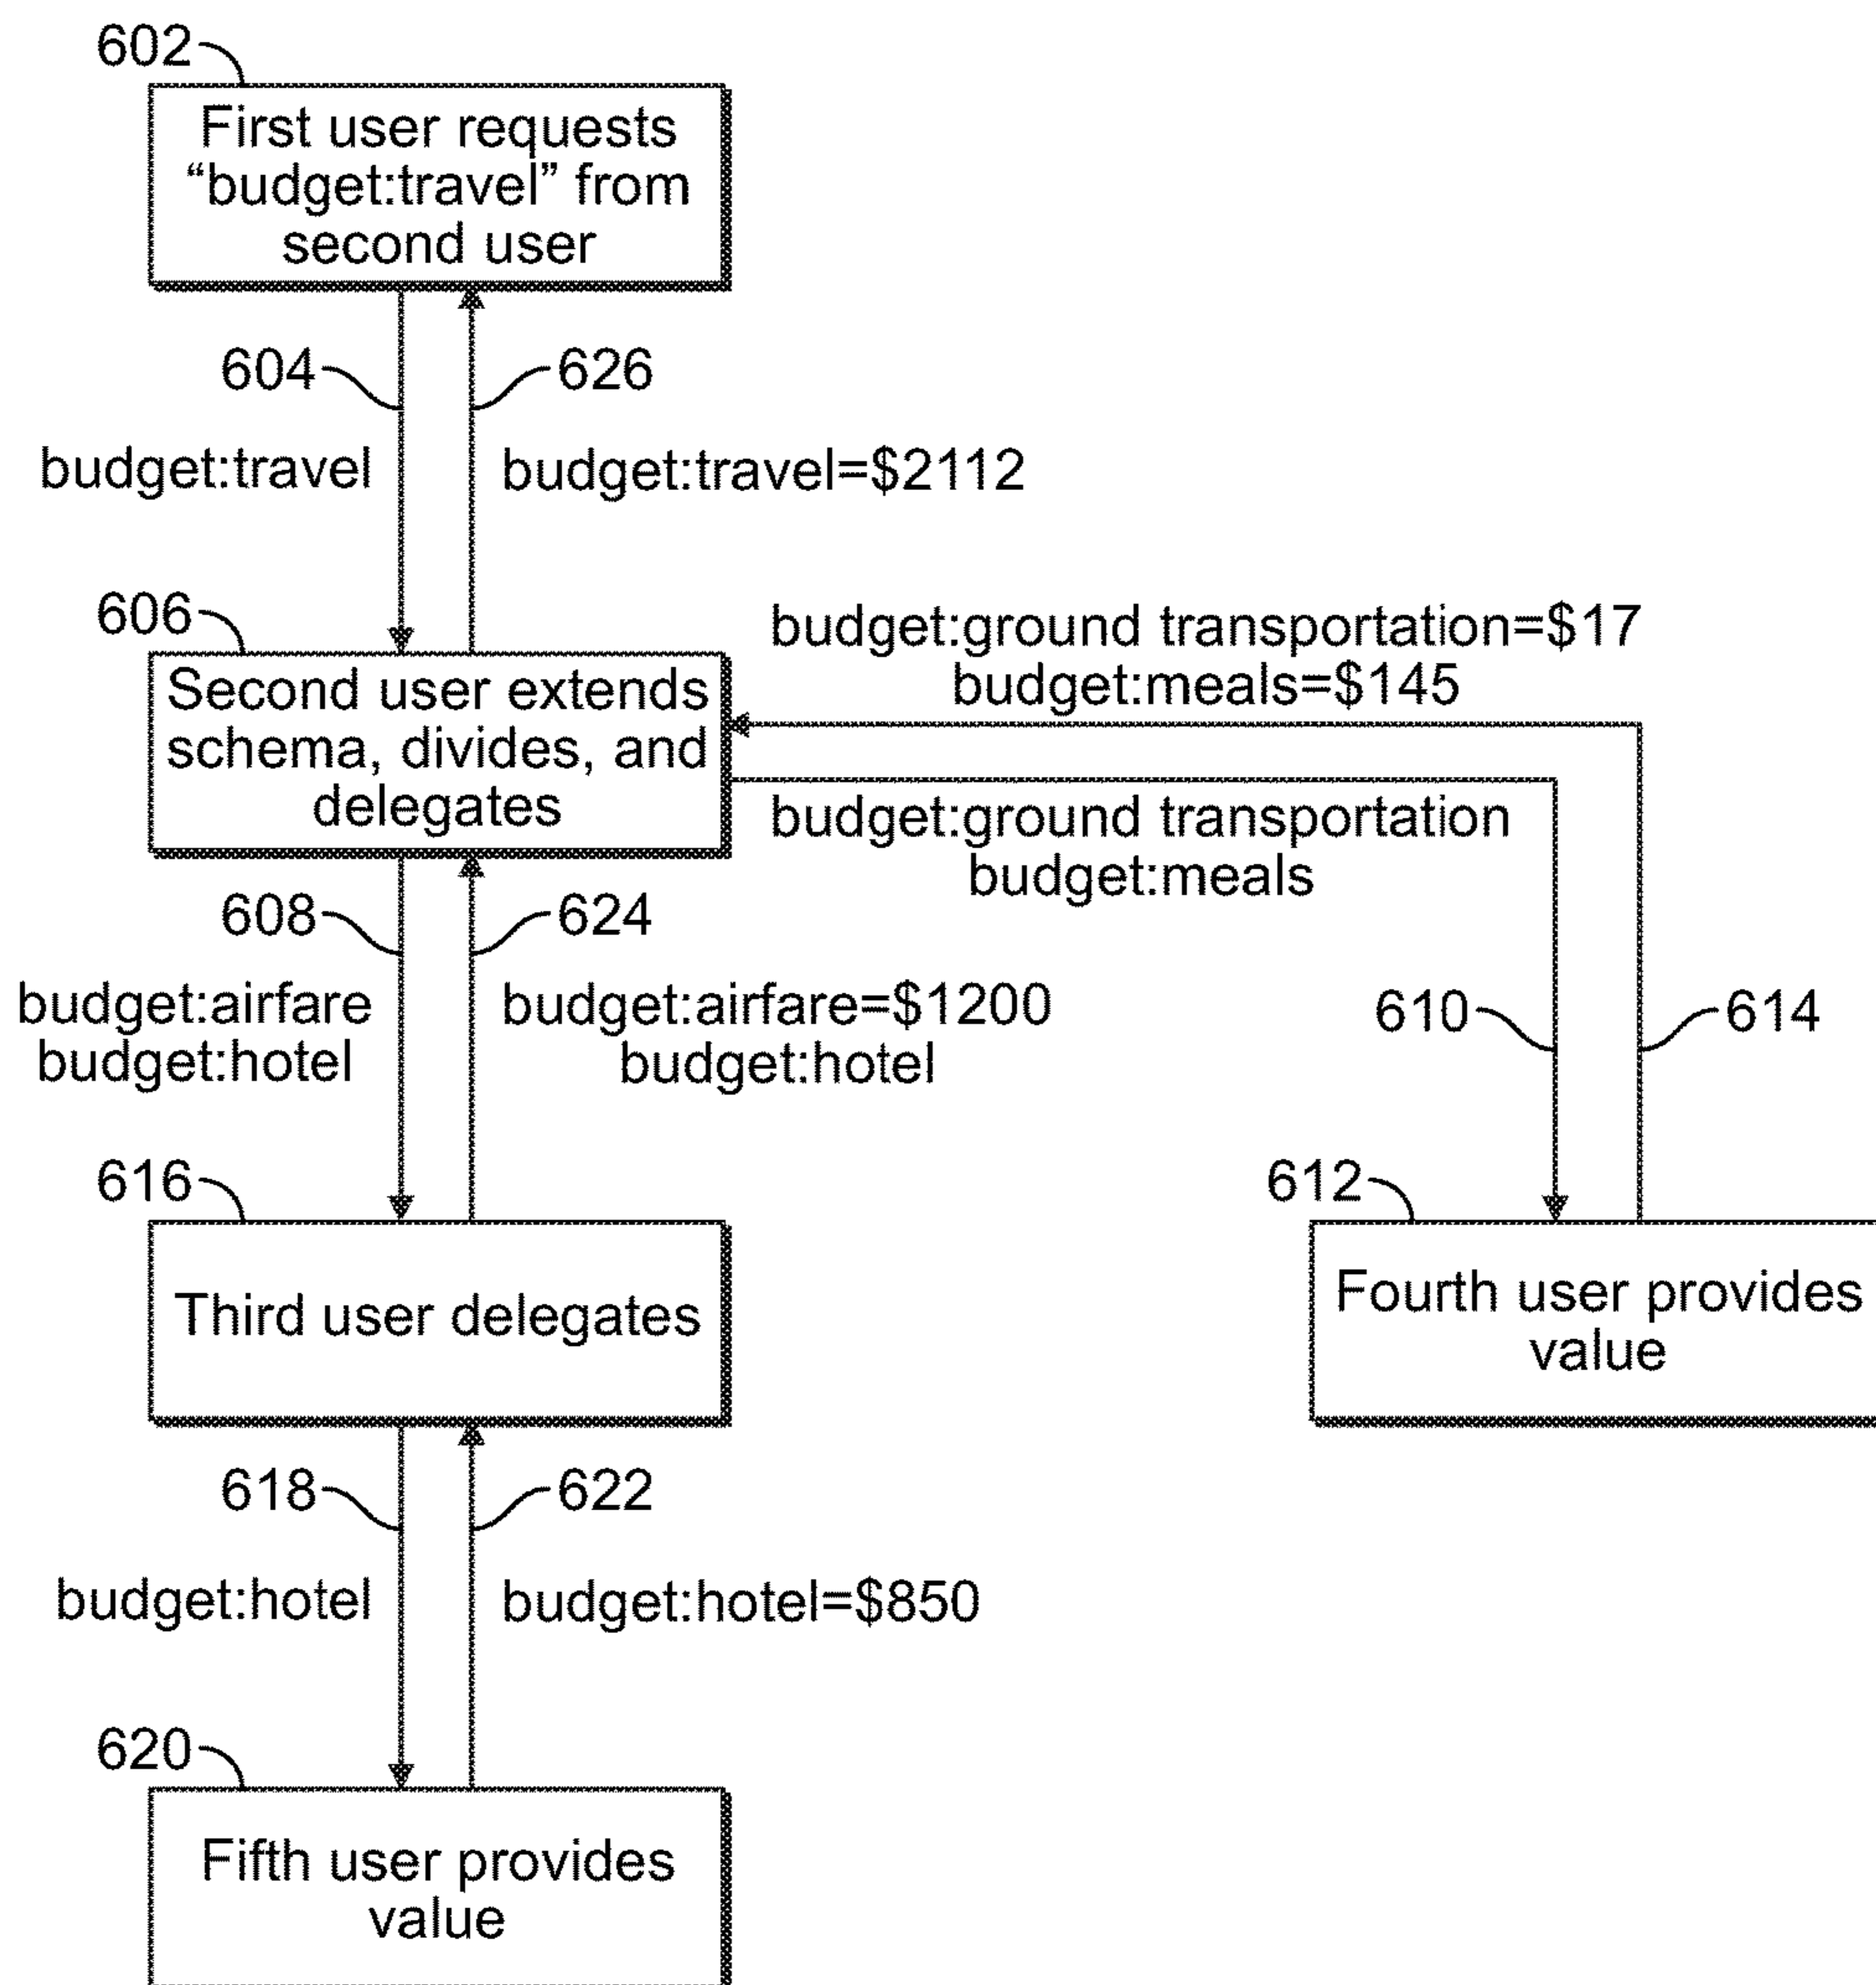 602
First user requests
“budget:travel” from
second user
604
626
budget:travel
budget:travel=$2112
606
Second user extends
schema, divides, and
delegates
budget:ground transportation=$17
budget:meals=$145
budget:ground transportation
budget:meals
608
624
budget:airfare
budget:hotel
budget:airfare=$1200
budget:hotel
610
614
616
Third user delegates
612
Fourth user provides
value
618
622
budget:hotel
budget:hotel=$850
620
Fifth user provides
value